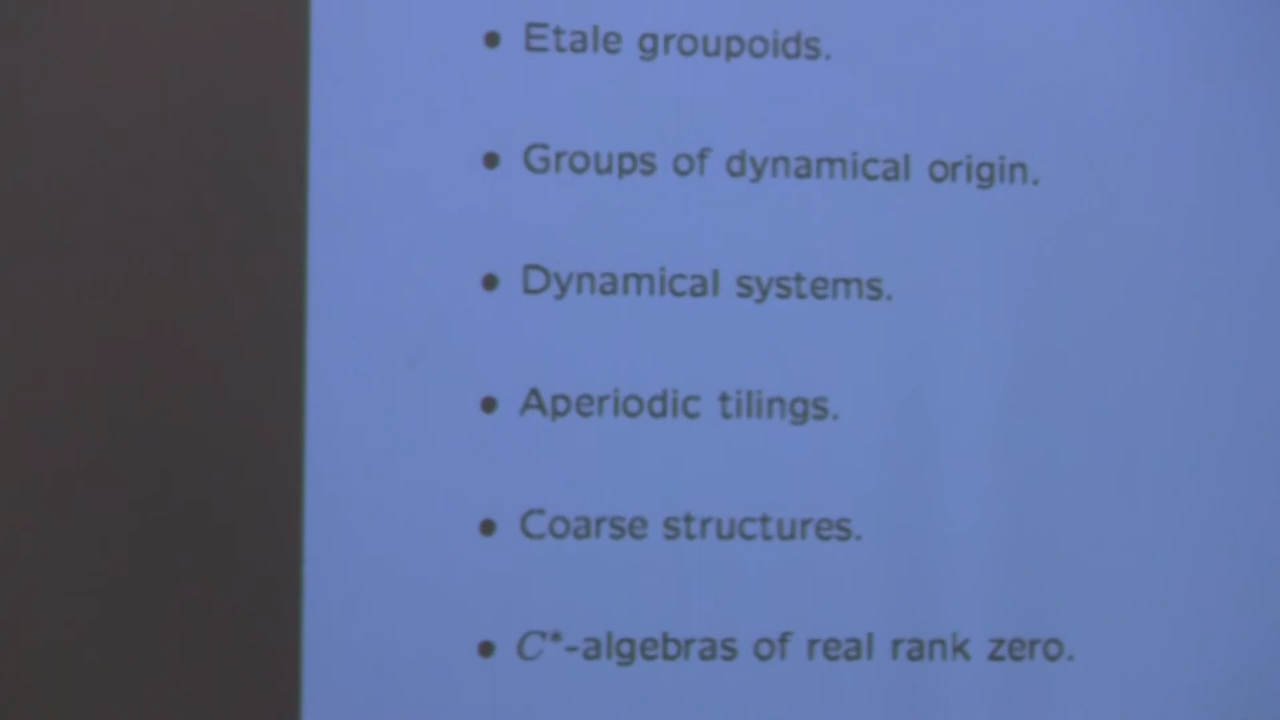 • Etale groupoids.
• Groups of dynamical origin.
• Dynamical systems.
• Aperiodic tilings.
• Coarse structures.
• C*-algebras of real rank zero.